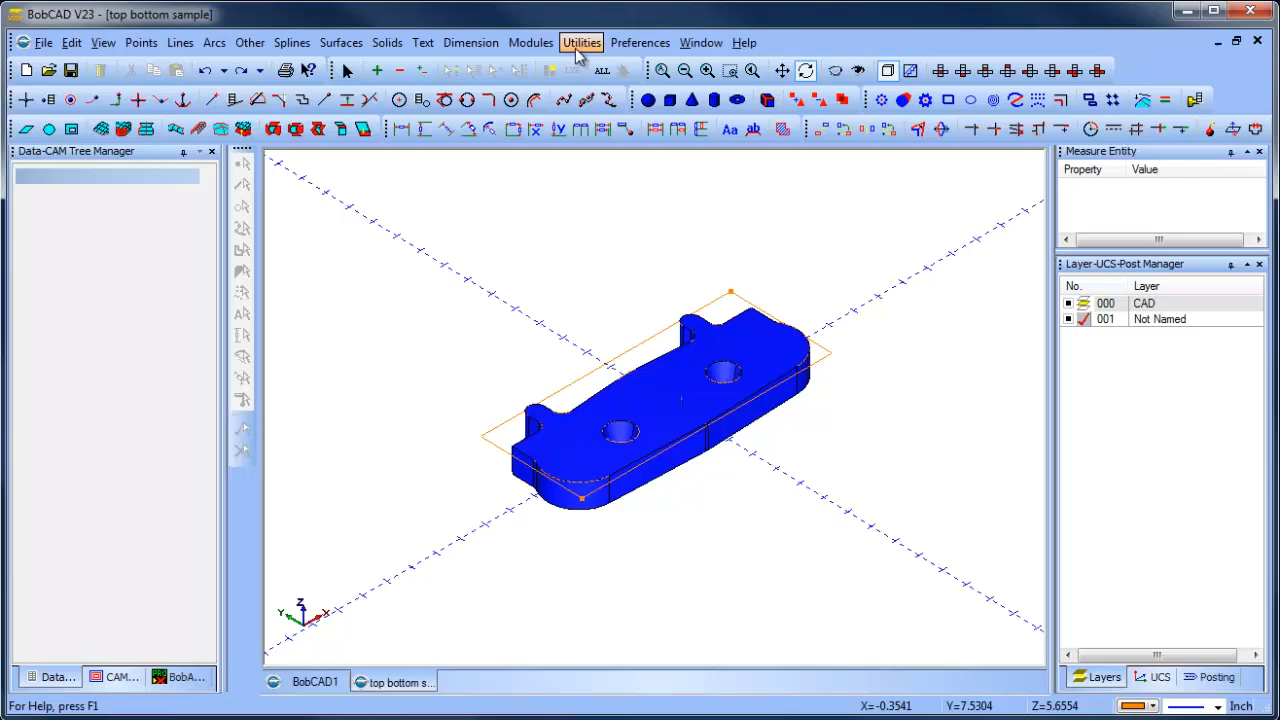 BobCAD V23 - [top bottom sample]
File Edit View Points Lines Arcs Other Splines Surfaces Solids Text Dimension Modules Utilities Preferences Window Help
ALL
Aa ab
Data-CAM Tree Manager
Measure Entity
Property Value
Layer-UCS-Post Manager
No. Layer
000 CAD
001 Not Named
Z
Y X
Data... CAM... BobA...
BobCAD1 top bottom s...
Layers UCS Posting
For Help, press F1
X=-0.3541 Y=7.5304 Z=5.6554 Inch